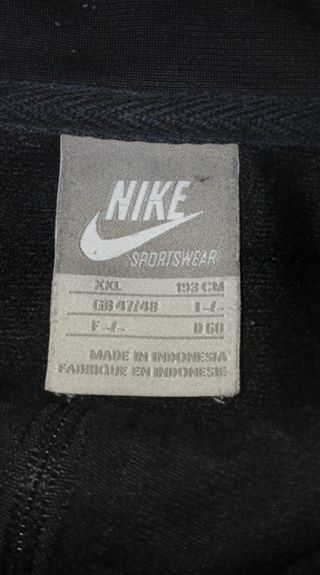 NIKE
SPORTSWEAR
XXL 193 CM
GB 47/48 I -/-
F -/- D 60
MADE IN INDONESIA
FABRIQUE EN INDONESIE